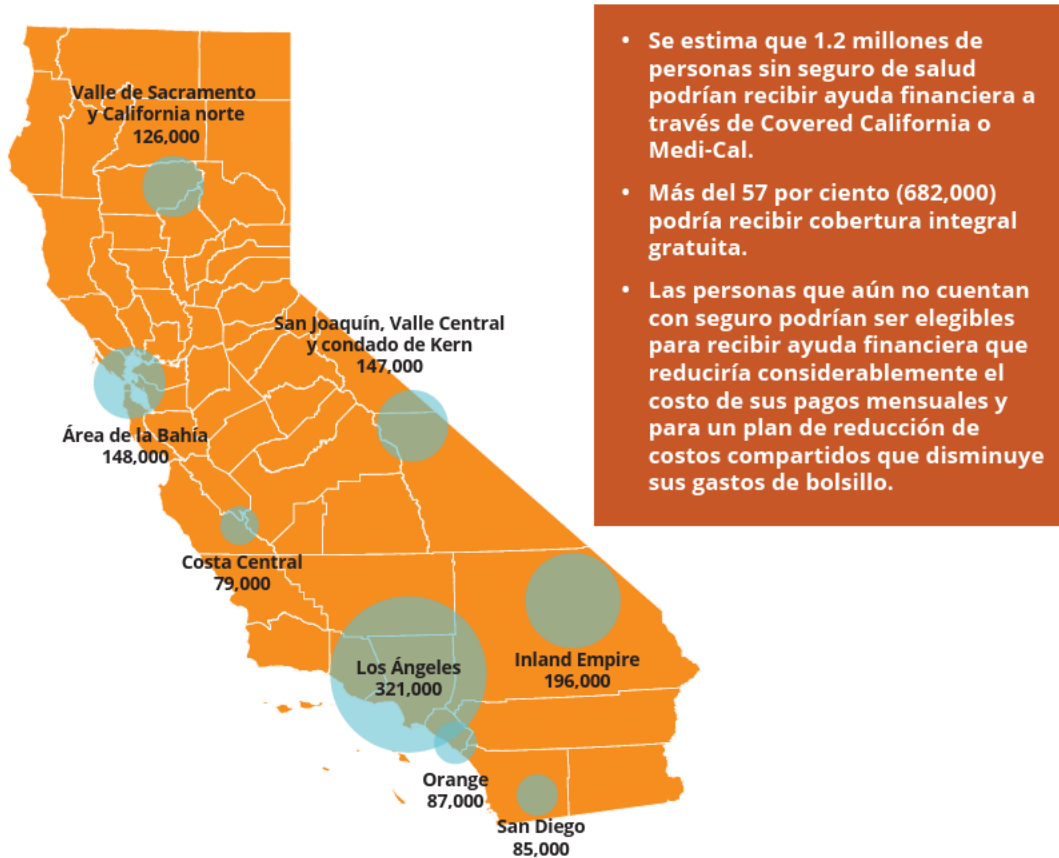 Valle de Sacramento
y California norte
126,000
San Joaquín, Valle Central
y condado de Kern
147,000
Área de la Bahía
148,000
Costa Central
79,000
Los Ángeles
321,000
Inland Empire
196,000
Orange
87,000
San Diego
85,000
• Se estima que 1.2 millones de
personas sin seguro de salud
podrían recibir ayuda financiera a
través de Covered California o
Medi-Cal.
• Más del 57 por ciento (682,000)
podría recibir cobertura integral
gratuita.
• Las personas que aún no cuentan
con seguro podrían ser elegibles
para recibir ayuda financiera que
reduciría considerablemente el
costo de sus pagos mensuales y
para un plan de reducción de
costos compartidos que disminuye
sus gastos de bolsillo.